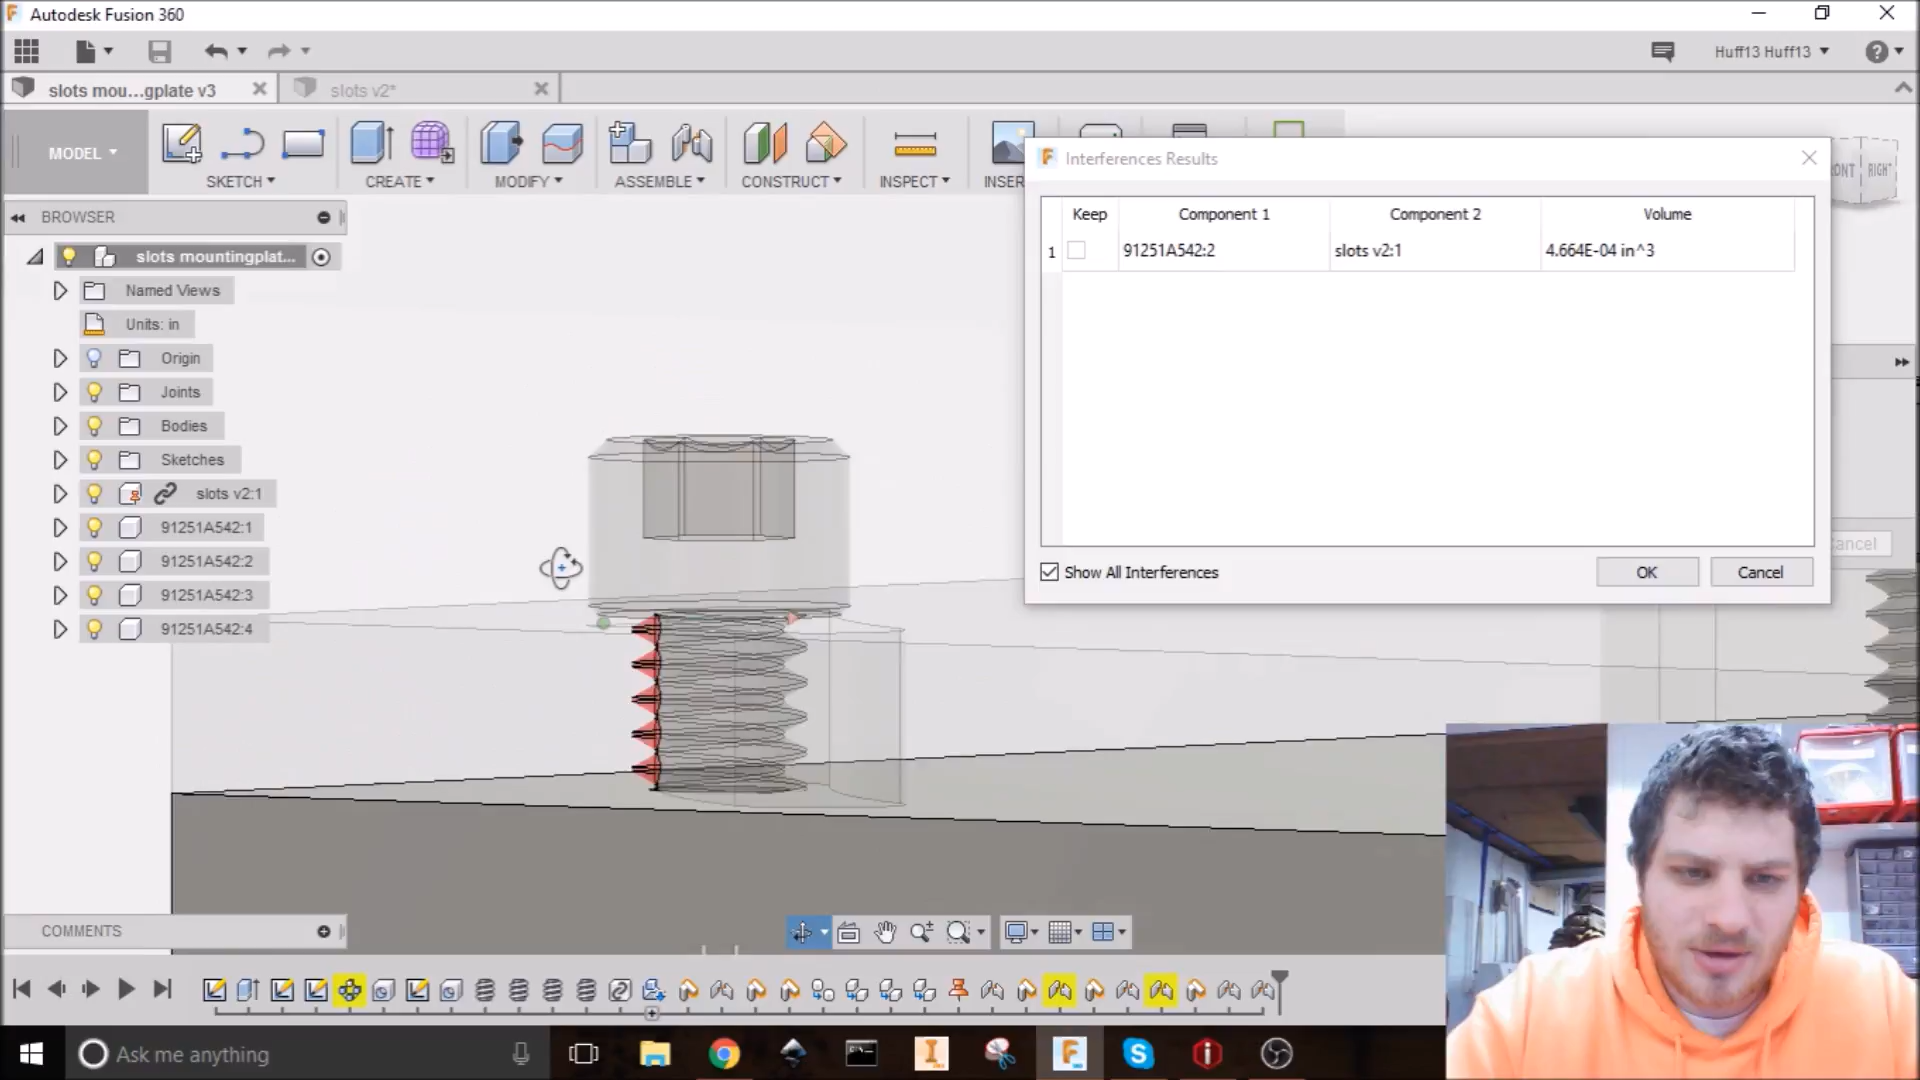 Autodesk Fusion 360
Huff13 Huff13
slots mou...gplate v3
slots v2*
MODEL
SKETCH
CREATE
MODIFY
ASSEMBLE
CONSTRUCT
INSPECT
INSER
Interferences Results
RIGHT
BROWSER
Keep Component 1 Component 2 Volume
1 91251A542:2 slots v2:1 4.664E-04 in^3
slots mountingplat...
Named Views
Units: in
Origin
Joints
Bodies
Sketches
slots v2:1
91251A542:1
91251A542:2
91251A542:3
91251A542:4
Show All Interferences
OK
Cancel
ancel
COMMENTS
Ask me anything